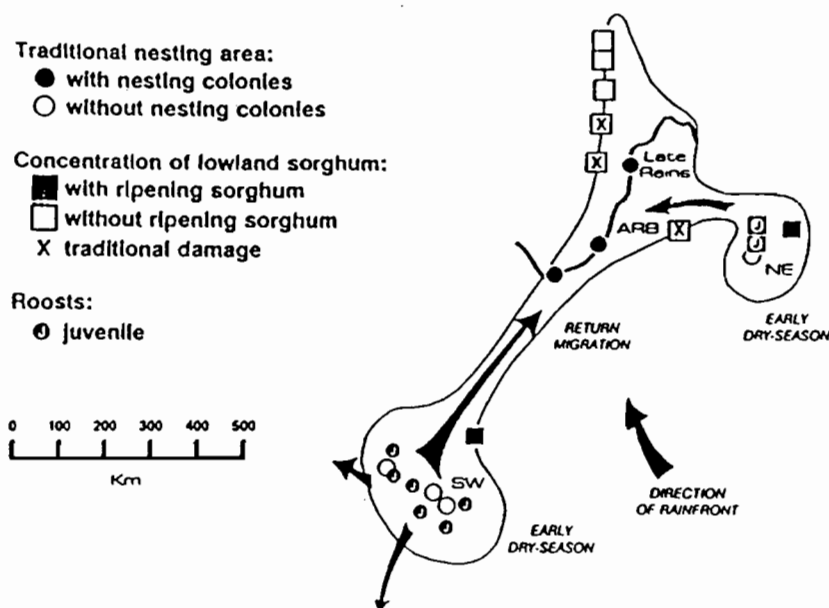 Traditional nesting area:
with nesting colonies
without nesting colonies
Concentration of lowland sorghum:
with ripening sorghum
without ripening sorghum
X traditional damage
Roosts:
J juvenile
0 100 200 300 400 500
Km
X
X
Late
Rains
ARB
X
J
J
NE
EARLY
DRY-SEASON
RETURN
MIGRATION
SW
DIRECTION
OF RAINFRONT
EARLY
DRY-SEASON